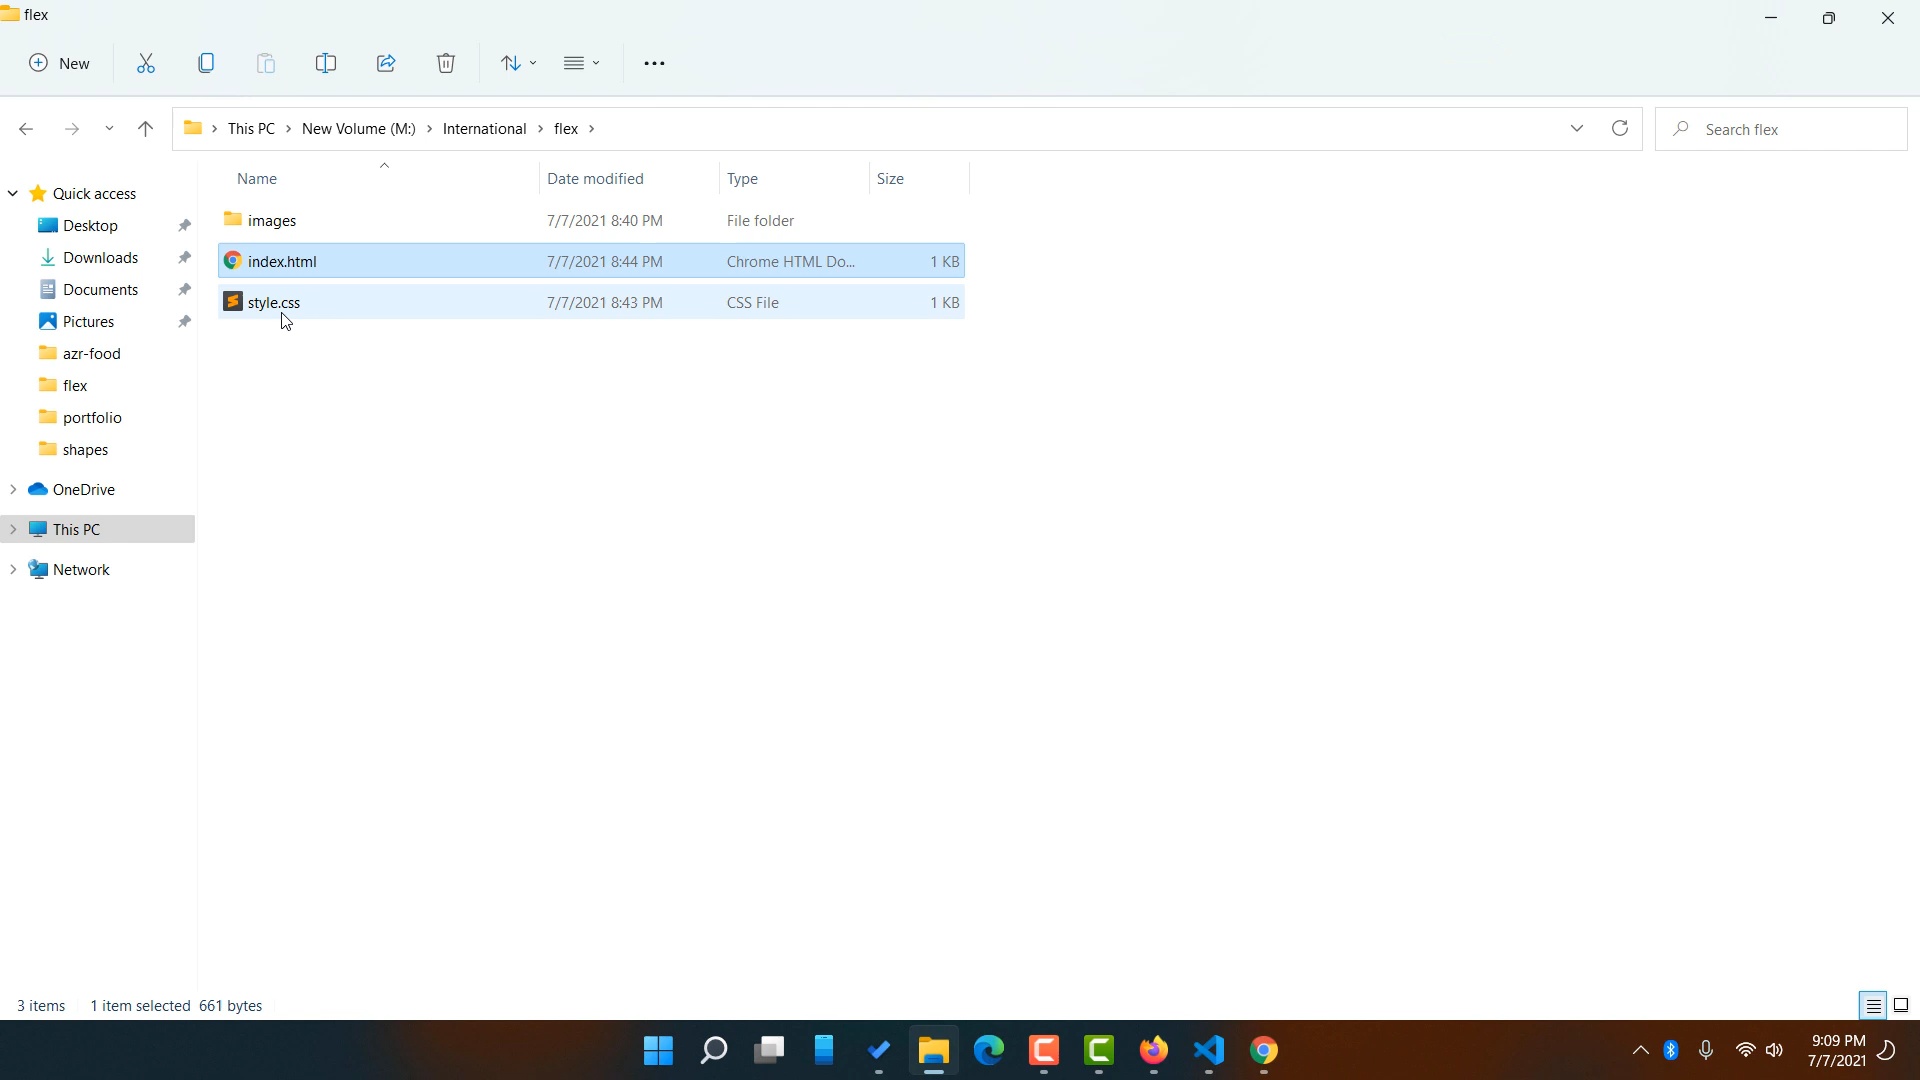 flex
New
This PC New Volume (M:) International flex
Search flex
Name Date modified Type Size
Quick access
Desktop
Downloads
Documents
Pictures
azr-food
flex
portfolio
shapes
OneDrive
This PC
Network
images 7/7/2021 8:40 PM File folder
index.html 7/7/2021 8:44 PM Chrome HTML Do... 1 KB
style.css 7/7/2021 8:43 PM CSS File 1 KB
3 items 1 item selected 661 bytes
9:09 PM
7/7/2021